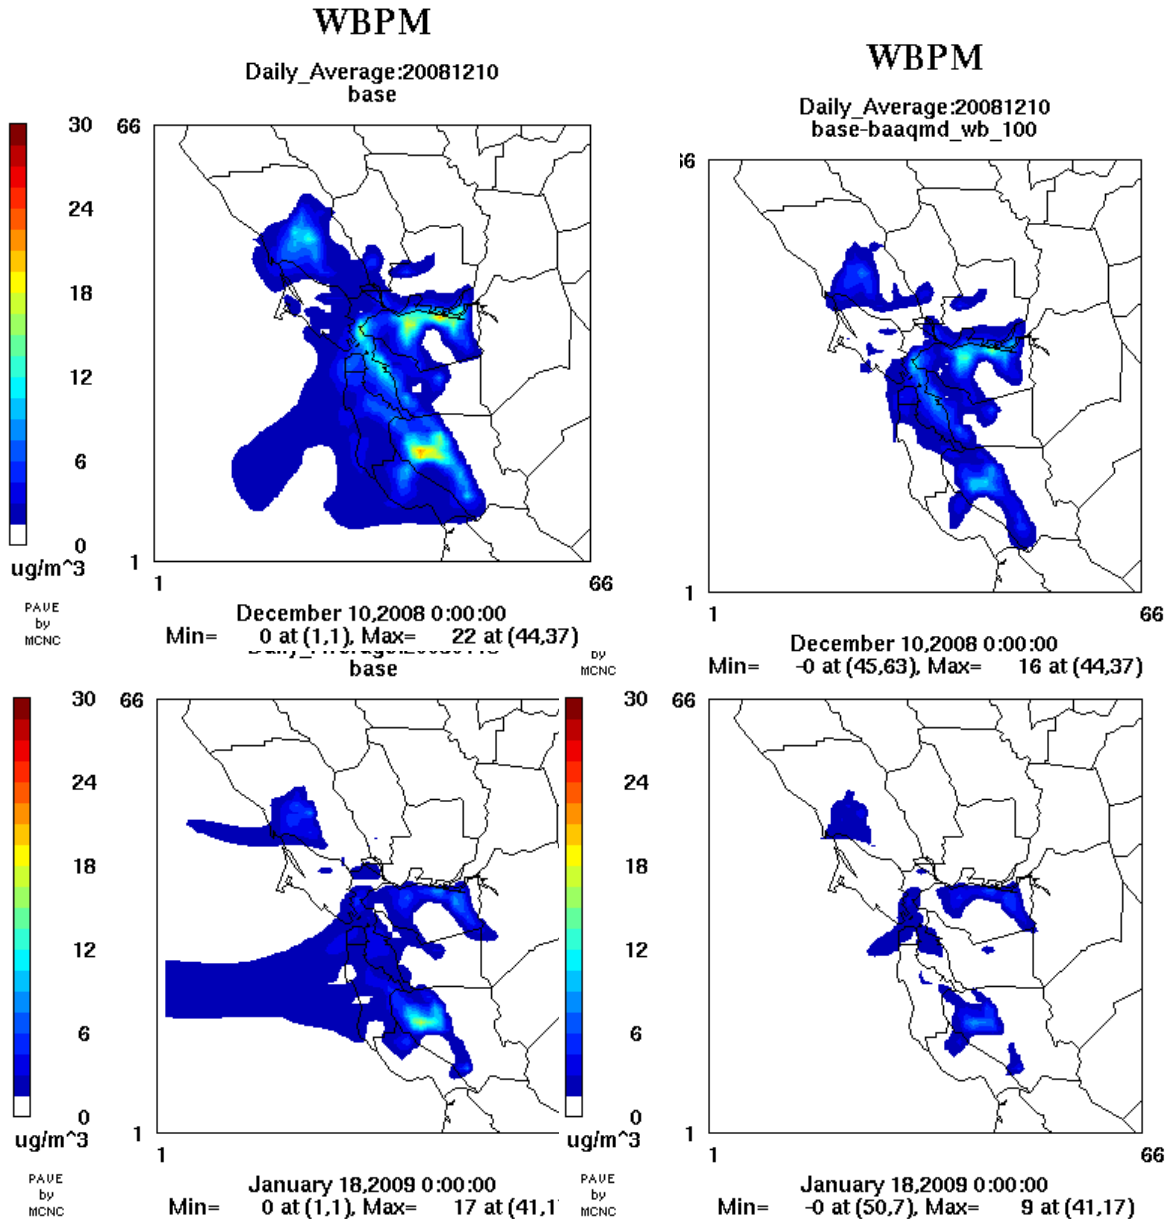 WBPM
Daily_Average:20081210
base
30
24
18
12
6
0
ug/m^3
PAVE
by
MCNC
66
1
1
66
December 10,2008 0:00:00
Min= 0 at (1,1), Max= 22 at (44,37)
WBPM
Daily_Average:20081210
base-baaqmd_wb_100
66
1
1
66
by
MCNC
December 10,2008 0:00:00
Min= -0 at (45,63), Max= 16 at (44,37)
base
30
24
18
12
6
0
ug/m^3
PAVE
by
MCNC
66
1
1
January 18,2009 0:00:00
Min= 0 at (1,1), Max= 17 at (41,1
30
24
18
12
6
0
ug/m^3
PAVE
by
MCNC
66
1
1
66
January 18,2009 0:00:00
Min= -0 at (50,7), Max= 9 at (41,17)